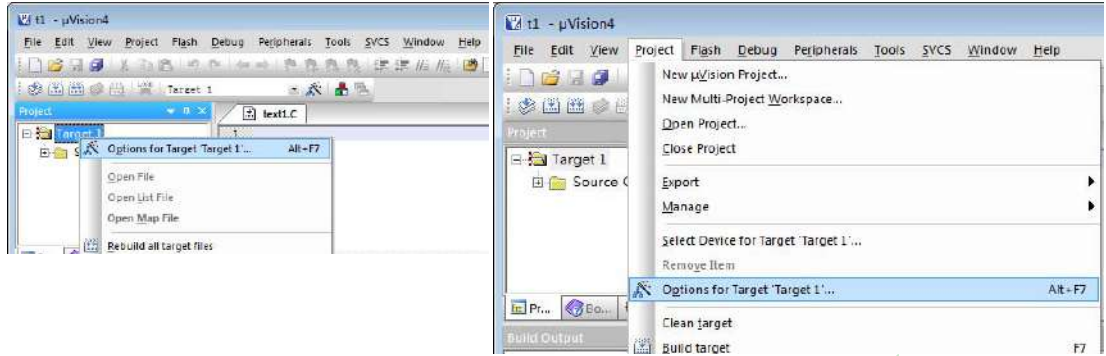 t1 - µVision4
File Edit View Project Flash Debug Peripherals Tools SVCS Window Help
Target 1
Project
text1.C
Target 1
1
Options for Target 'Target 1'... Alt+F7
Open File
Open List File
Open Map File
Rebuild all target files
t1 - µVision4
File Edit View Project Flash Debug Peripherals Tools SVCS Window Help
New µVision Project...
New Multi-Project Workspace...
Open Project...
Close Project
Project
Target 1
Source
Export
Manage
Select Device for Target 'Target 1'...
Remove Item
Options for Target 'Target 1'... Alt+F7
Pr... Bo...
Clean target
Build Output
Build target F7